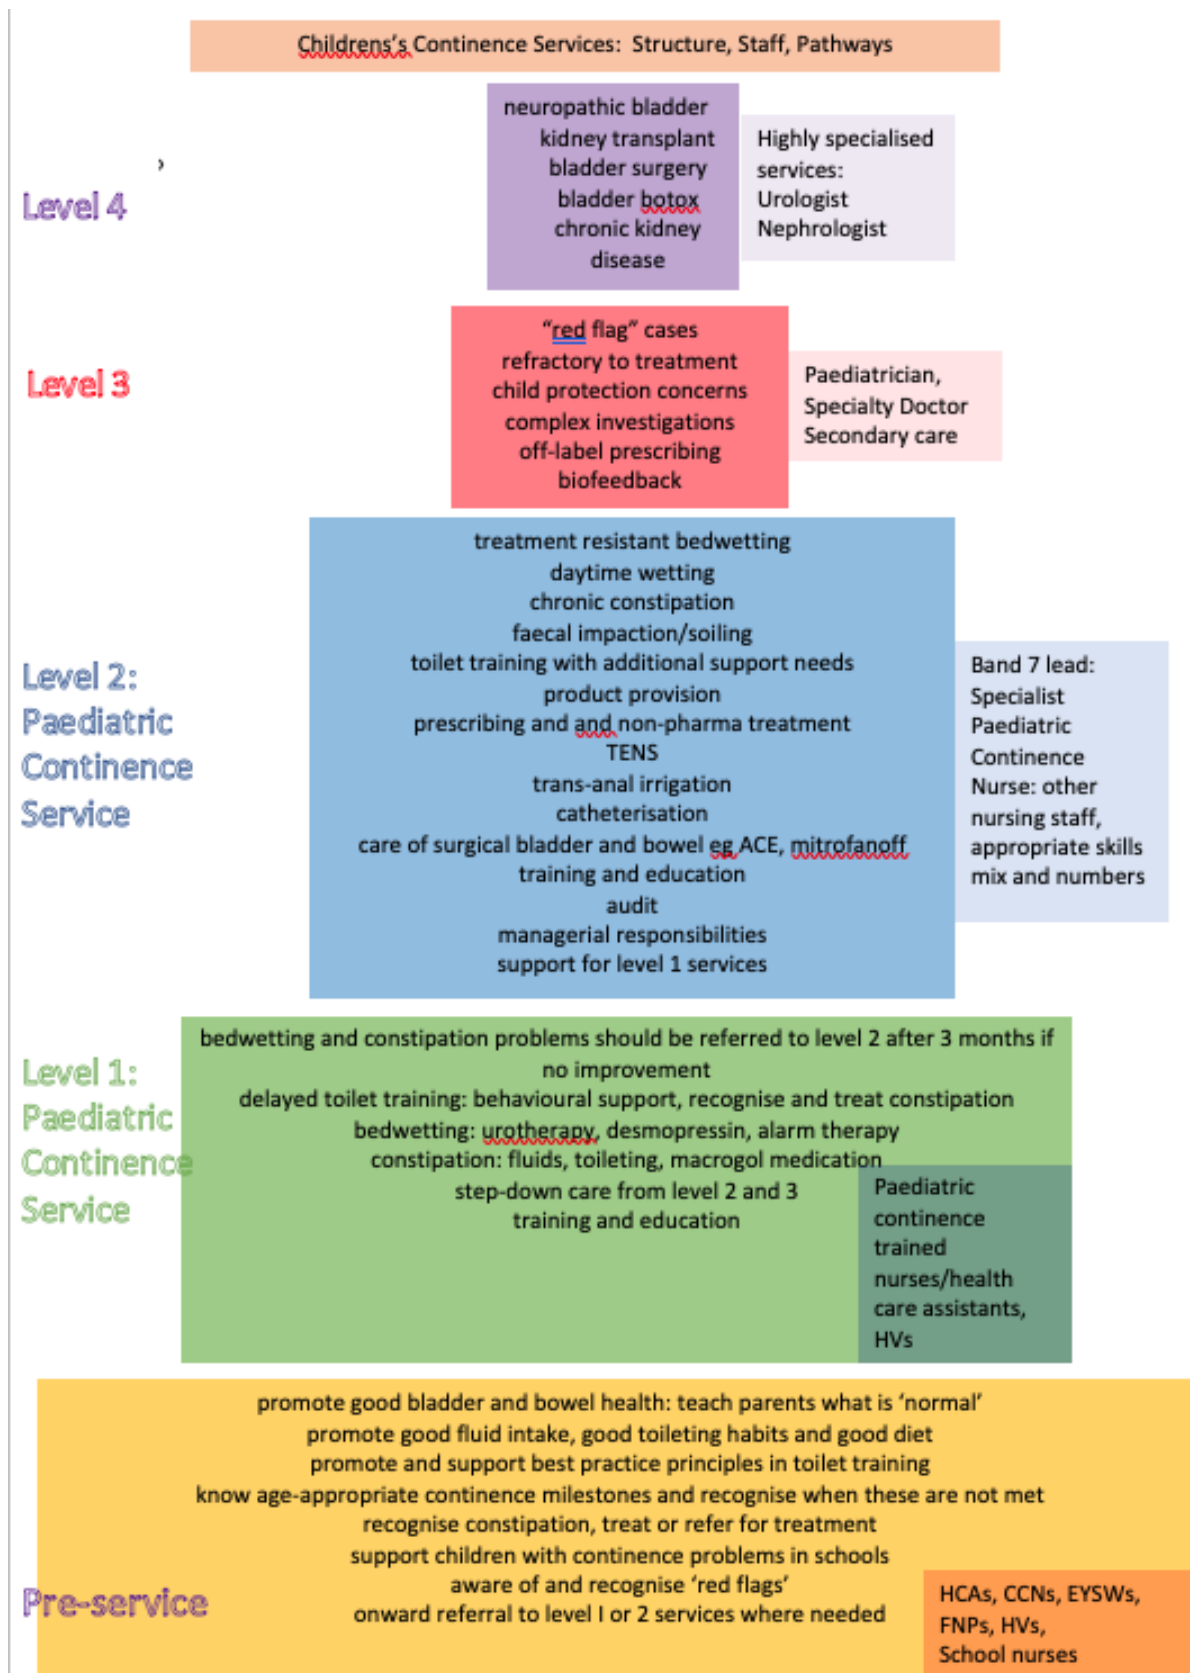 Childrens's Continence Services: Structure, Staff, Pathways
Level 4
neuropathic bladder
kidney transplant
bladder surgery
bladder botox
chronic kidney
disease
Highly specialised
services:
Urologist
Nephrologist
Level 3
“red flag” cases
refractory to treatment
child protection concerns
complex investigations
off-label prescribing
biofeedback
Paediatrician,
Specialty Doctor
Secondary care
Level 2:
Paediatric
Continence
Service
treatment resistant bedwetting
daytime wetting
chronic constipation
faecal impaction/soiling
toilet training with additional support needs
product provision
prescribing and and non-pharma treatment
TENS
trans-anal irrigation
catheterisation
care of surgical bladder and bowel eg ACE, mitrofanoff
training and education
audit
managerial responsibilities
support for level 1 services
Band 7 lead:
Specialist
Paediatric
Continence
Nurse: other
nursing staff,
appropriate skills
mix and numbers
Level 1:
Paediatric
Continence
Service
bedwetting and constipation problems should be referred to level 2 after 3 months if
no improvement
delayed toilet training: behavioural support, recognise and treat constipation
bedwetting: urotherapy, desmopressin, alarm therapy
constipation: fluids, toileting, macrogol medication
step-down care from level 2 and 3
training and education
Paediatric
continence
trained
nurses/health
care assistants,
HVs
Pre-service
promote good bladder and bowel health: teach parents what is ‘normal’
promote good fluid intake, good toileting habits and good diet
promote and support best practice principles in toilet training
know age-appropriate continence milestones and recognise when these are not met
recognise constipation, treat or refer for treatment
support children with continence problems in schools
aware of and recognise ‘red flags’
onward referral to level I or 2 services where needed
HCAs, CCNs, EYSWs,
FNPs, HVs,
School nurses